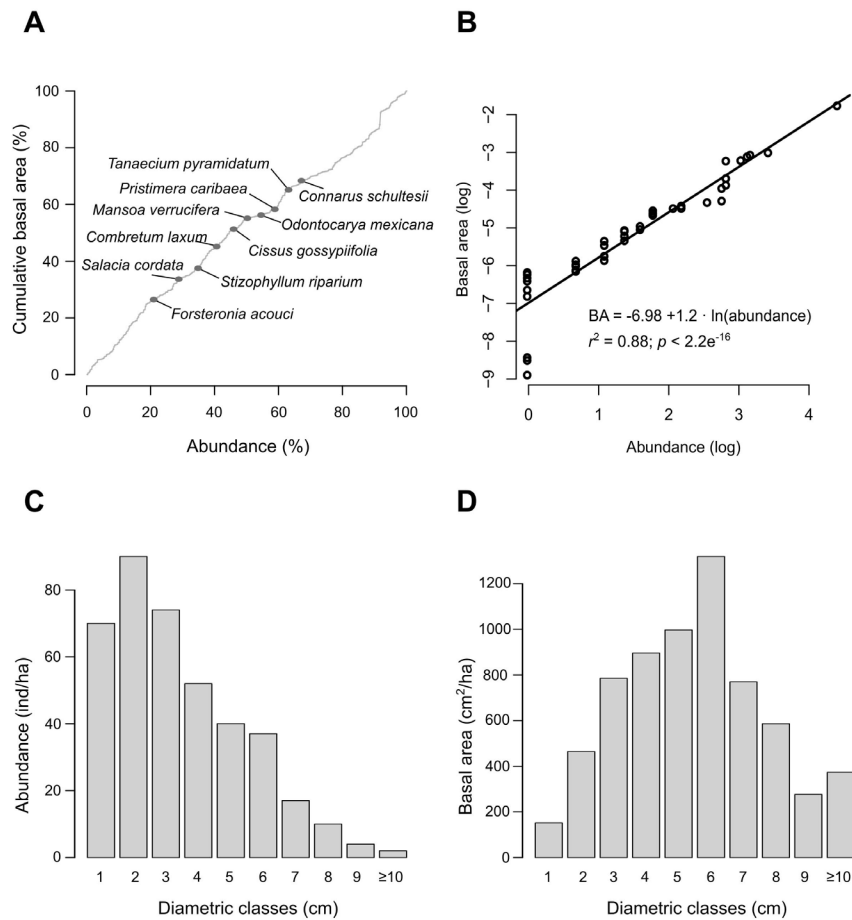 A
Cumulative basal area (%)
100
80
60
40
20
0
Tanaecium pyramidatum
Pristimera caribaea
Mansoa verrucifera
Combretum laxum
Salacia cordata
Connarus schultesii
Odontocarya mexicana
Cissus gossypiifolia
Stizophyllum riparium
Forsteronia acouci
0 20 40 60 80 100
Abundance (%)
B
Basal area (log)
−2
−3
−4
−5
−6
−7
−8
−9
BA = -6.98 +1.2 · ln(abundance)
r² = 0.88; p < 2.2e⁻¹⁶
0 1 2 3 4
Abundance (log)
C
Abundance (ind/ha)
80
60
40
20
0
1 2 3 4 5 6 7 8 9 ≥10
Diametric classes (cm)
D
Basal area (cm²/ha)
1200
1000
800
600
400
200
0
1 2 3 4 5 6 7 8 9 ≥10
Diametric classes (cm)